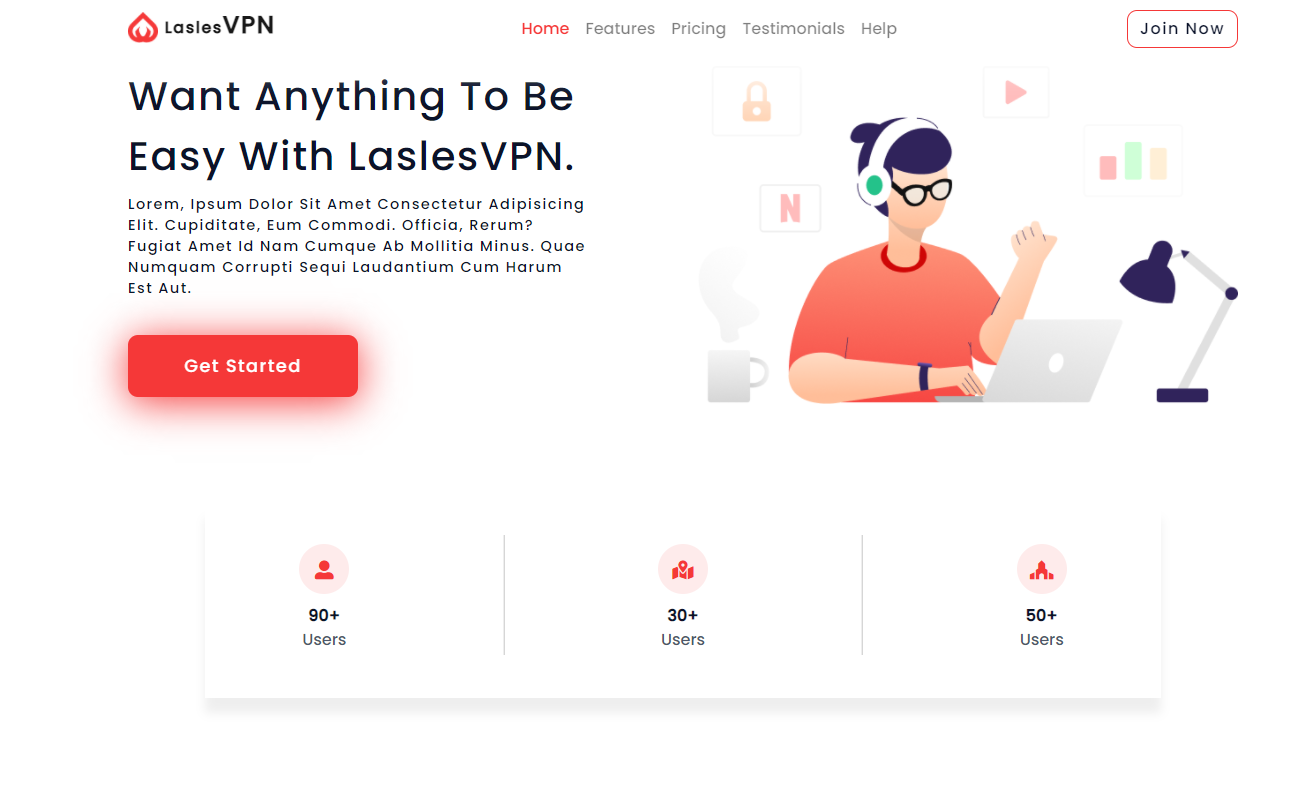 LaslesVPN
Home Features Pricing Testimonials Help
Join Now
Want Anything To Be
Easy With LaslesVPN.
Lorem, Ipsum Dolor Sit Amet Consectetur Adipisicing
Elit. Cupiditate, Eum Commodi. Officia, Rerum?
Fugiat Amet Id Nam Cumque Ab Mollitia Minus. Quae
Numquam Corrupti Sequi Laudantium Cum Harum
Est Aut.
N
Get Started
90+
Users
30+
Users
50+
Users